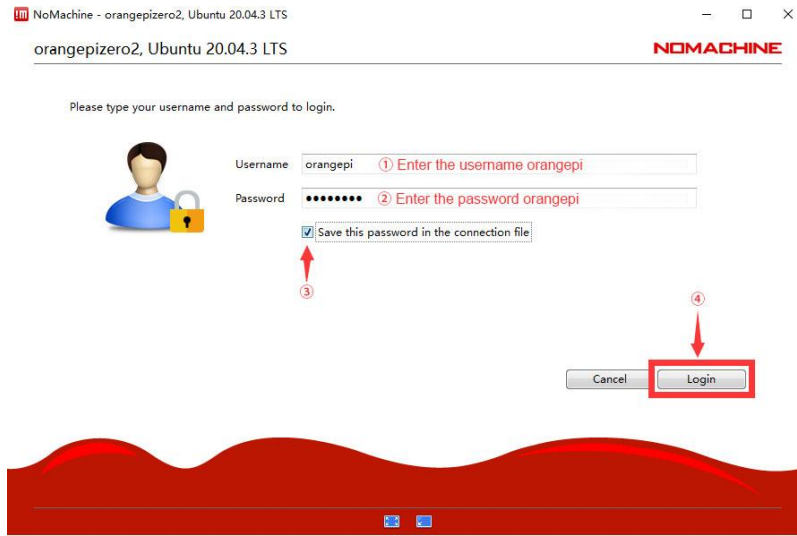 !M NoMachine - orangepizero2, Ubuntu 20.04.3 LTS
orangepizero2, Ubuntu 20.04.3 LTS NOMACHINE
Please type your username and password to login.
Username orangepi ① Enter the username orangepi
Password •••••••• ② Enter the password orangepi
Save this password in the connection file
③
④
Cancel Login